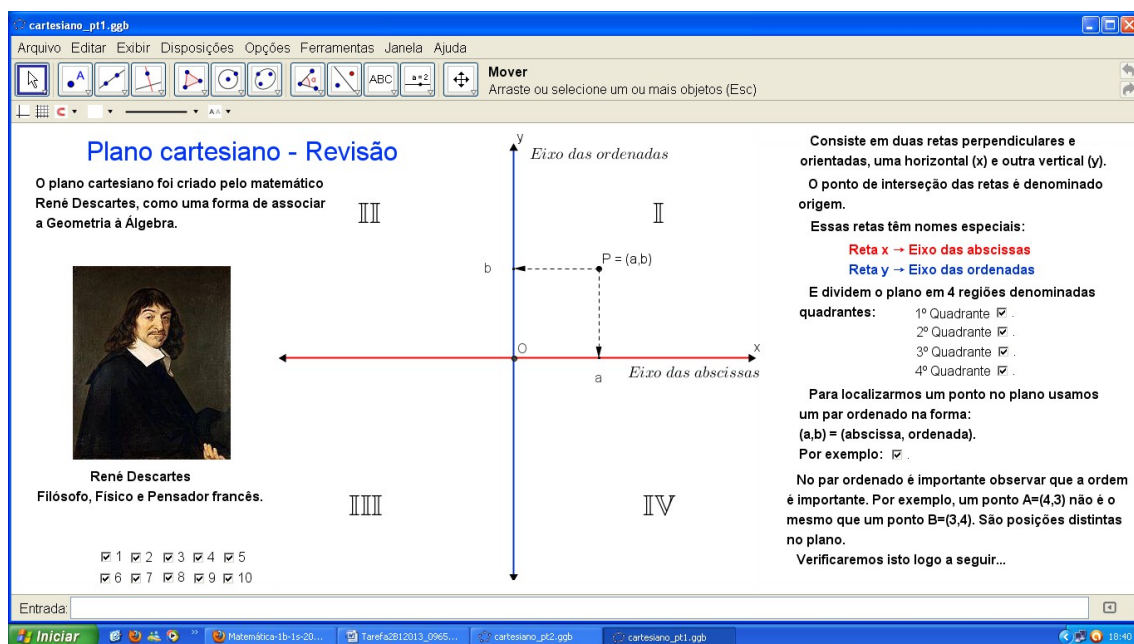 cartesiano_pt1.ggb
Arquivo Editar Exibir Disposições Opções Ferramentas Janela Ajuda
A
α
ABC
a=2
Mover
Arraste ou selecione um ou mais objetos (Esc)
AA
Plano cartesiano - Revisão
O plano cartesiano foi criado pelo matemático
René Descartes, como uma forma de associar
a Geometria à Álgebra.
René Descartes
Filósofo, Físico e Pensador francês.
1 2 3 4 5
6 7 8 9 10
y
Eixo das ordenadas
II
I
b
P = (a,b)
O
x
a
Eixo das abscissas
III
IV
Consiste em duas retas perpendiculares e
orientadas, uma horizontal (x) e outra vertical (y).
O ponto de interseção das retas é denominado
origem.
Essas retas têm nomes especiais:
Reta x → Eixo das abscissas
Reta y → Eixo das ordenadas
E dividem o plano em 4 regiões denominadas
quadrantes: 1º Quadrante .
2º Quadrante .
3º Quadrante .
4º Quadrante .
Para localizarmos um ponto no plano usamos
um par ordenado na forma:
(a,b) = (abscissa, ordenada).
Por exemplo: .
No par ordenado é importante observar que a ordem
é importante. Por exemplo, um ponto A=(4,3) não é o
mesmo que um ponto B=(3,4). São posições distintas
no plano.
Verificaremos isto logo a seguir...
Entrada:
Iniciar
Matemática-1b-1s-20...
Tarefa2B12013_0965...
cartesiano_pt2.ggb
cartesiano_pt1.ggb
18:40